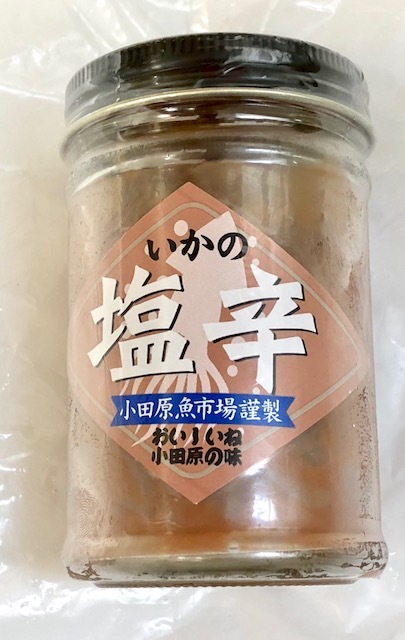 いかの
塩辛
小田原魚市場謹製
おいしいね
小田原の味